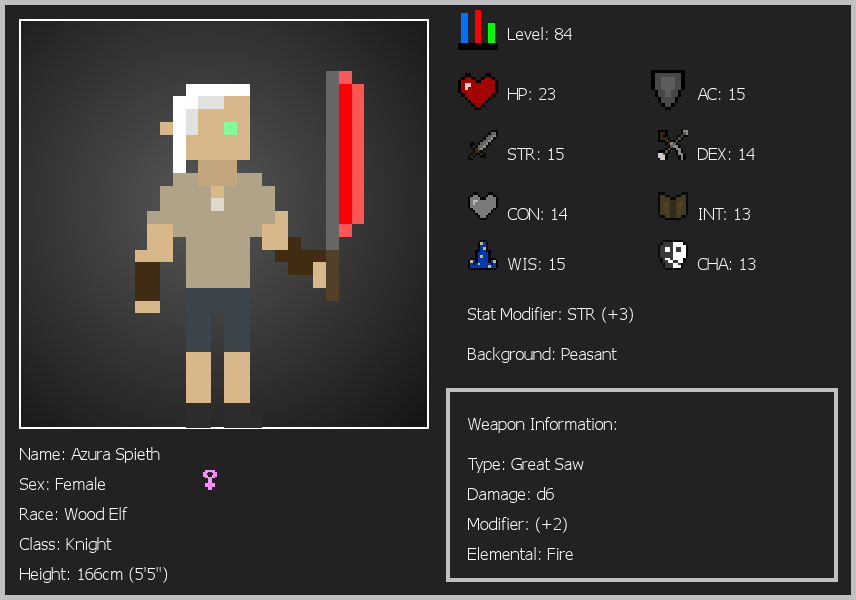 Level: 84
HP: 23
AC: 15
STR: 15
DEX: 14
CON: 14
INT: 13
WIS: 15
CHA: 13
Stat Modifier: STR (+3)
Background: Peasant
Weapon Information:
Type: Great Saw
Damage: d6
Modifier: (+2)
Elemental: Fire
Name: Azura Spieth
Sex: Female
Race: Wood Elf
Class: Knight
Height: 166cm (5'5")